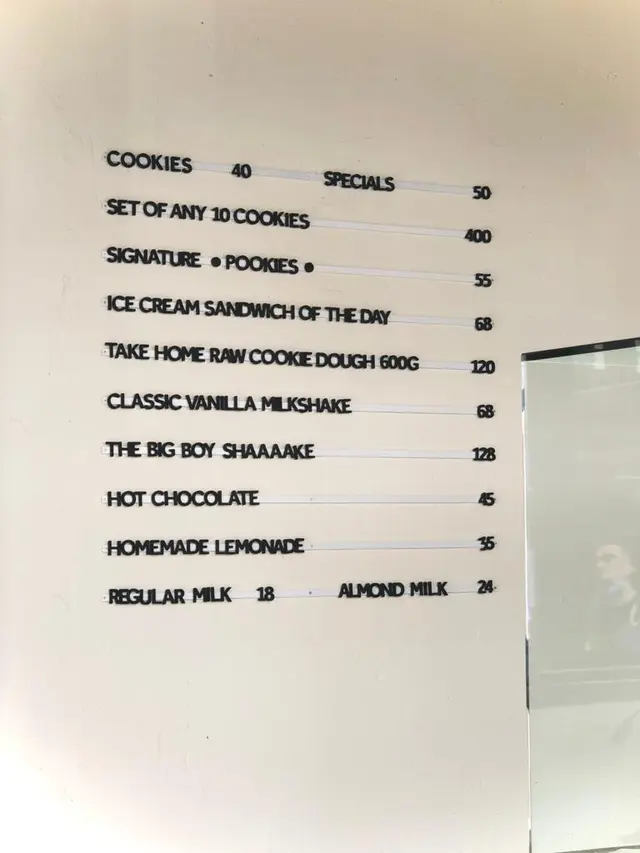 COOKIES 40 SPECIALS 50
SET OF ANY 10 COOKIES 400
SIGNATURE • POOKIES • 55
ICE CREAM SANDWICH OF THE DAY 68
TAKE HOME RAW COOKIE DOUGH 600G 120
CLASSIC VANILLA MILKSHAKE 68
THE BIG BOY SHAAAAKE 128
HOT CHOCOLATE 45
HOMEMADE LEMONADE 35
REGULAR MILK 18 ALMOND MILK 24